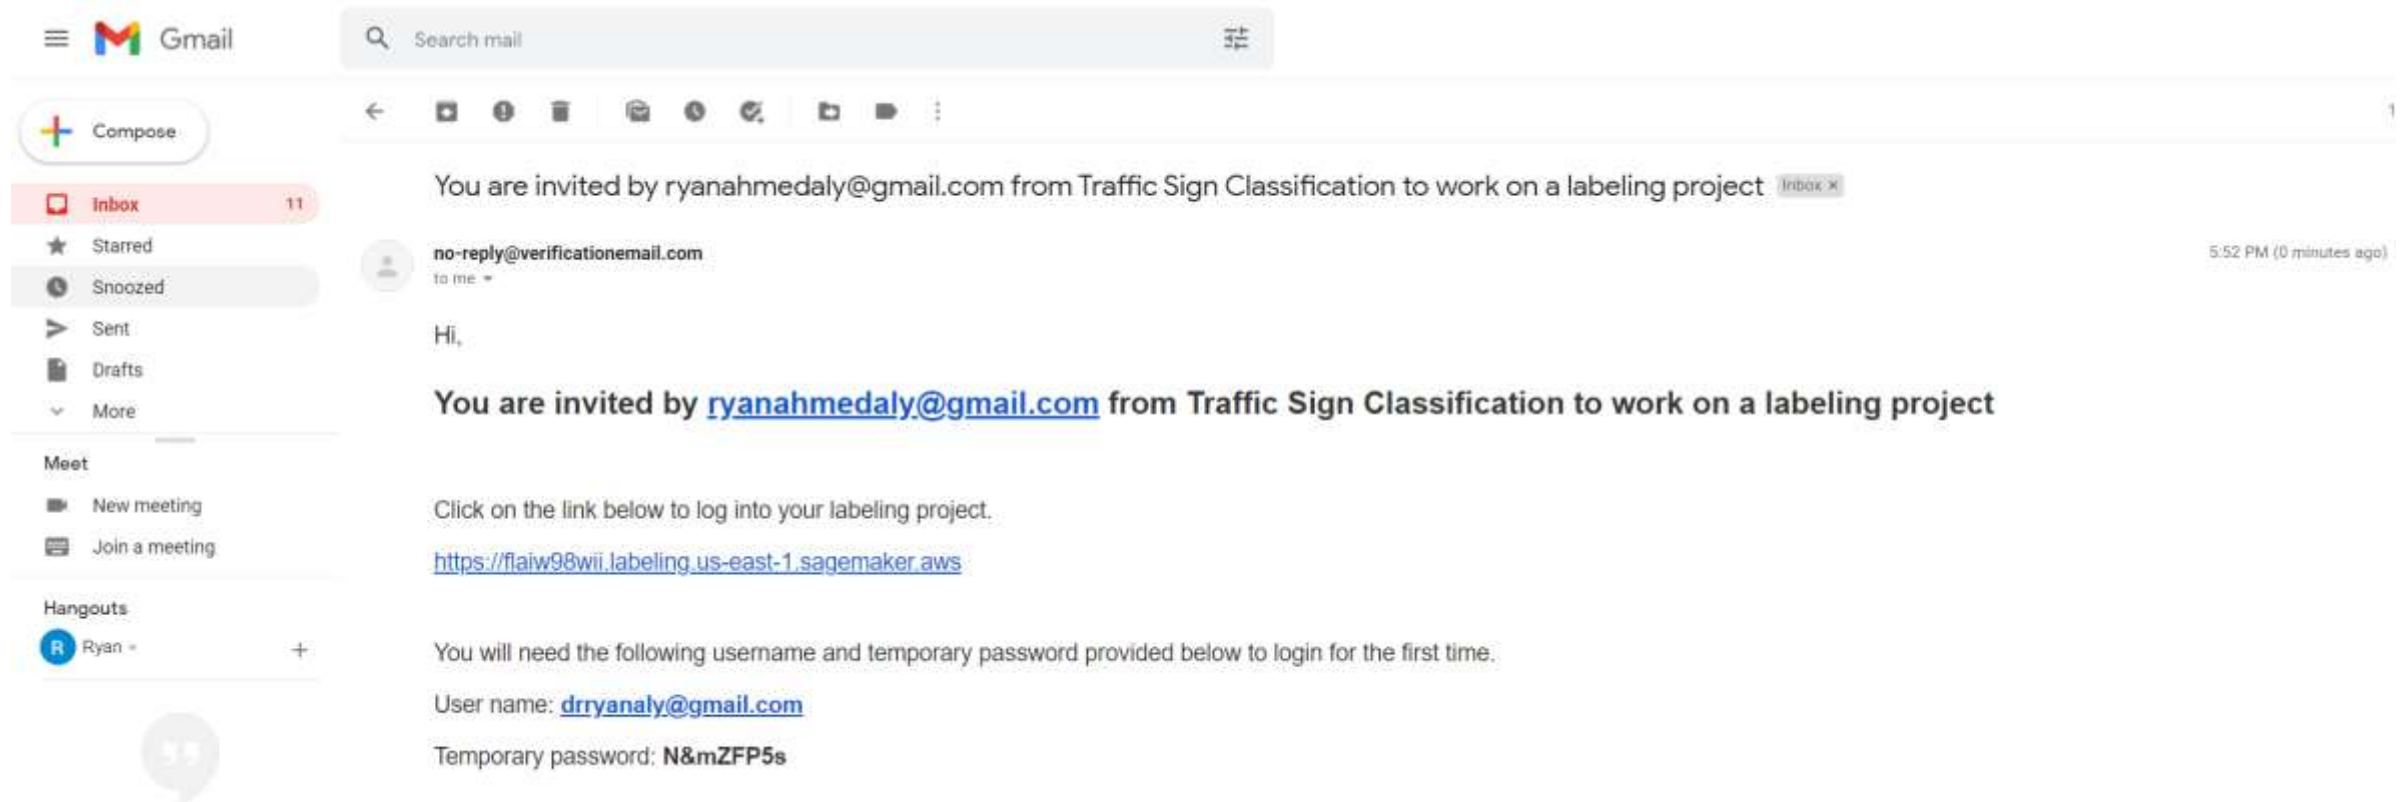 Gmail
Search mail
Compose
1
You are invited by ryanahmedaly@gmail.com from Traffic Sign Classification to work on a labeling project Inbox ×
Inbox 11
Starred
no-reply@verificationemail.com 5:52 PM (0 minutes ago)
to me
Snoozed
Sent
Hi,
Drafts
More
You are invited by ryanahmedaly@gmail.com from Traffic Sign Classification to work on a labeling project
Meet
New meeting
Click on the link below to log into your labeling project.
Join a meeting
https://flaiw98wii.labeling.us-east-1.sagemaker.aws
Hangouts
R Ryan
You will need the following username and temporary password provided below to login for the first time.
User name: drryanaly@gmail.com
Temporary password: N&mZFP5s